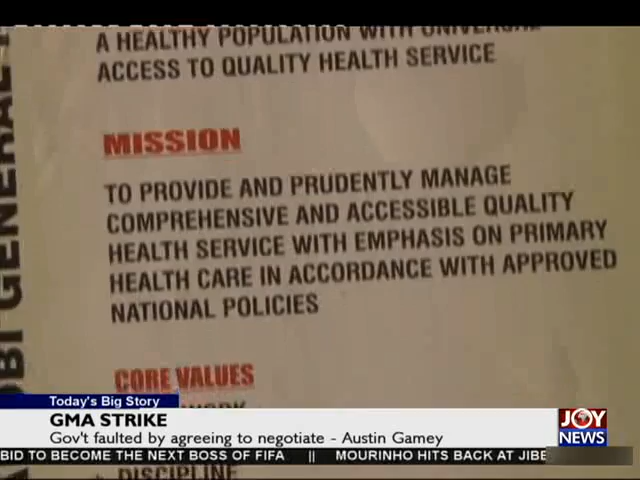 A HEALTHY POPULATION WITH UNIVERSAL
ACCESS TO QUALITY HEALTH SERVICE
MISSION
TO PROVIDE AND PRUDENTLY MANAGE
COMPREHENSIVE AND ACCESSIBLE QUALITY
HEALTH SERVICE WITH EMPHASIS ON PRIMARY
HEALTH CARE IN ACCORDANCE WITH APPROVED
NATIONAL POLICIES
CORE VALUES
DISCIPLINE
GENERAL
Today's Big Story
GMA STRIKE
Gov't faulted by agreeing to negotiate - Austin Gamey
JOY
NEWS
BID TO BECOME THE NEXT BOSS OF FIFA || MOURINHO HITS BACK AT JIBE